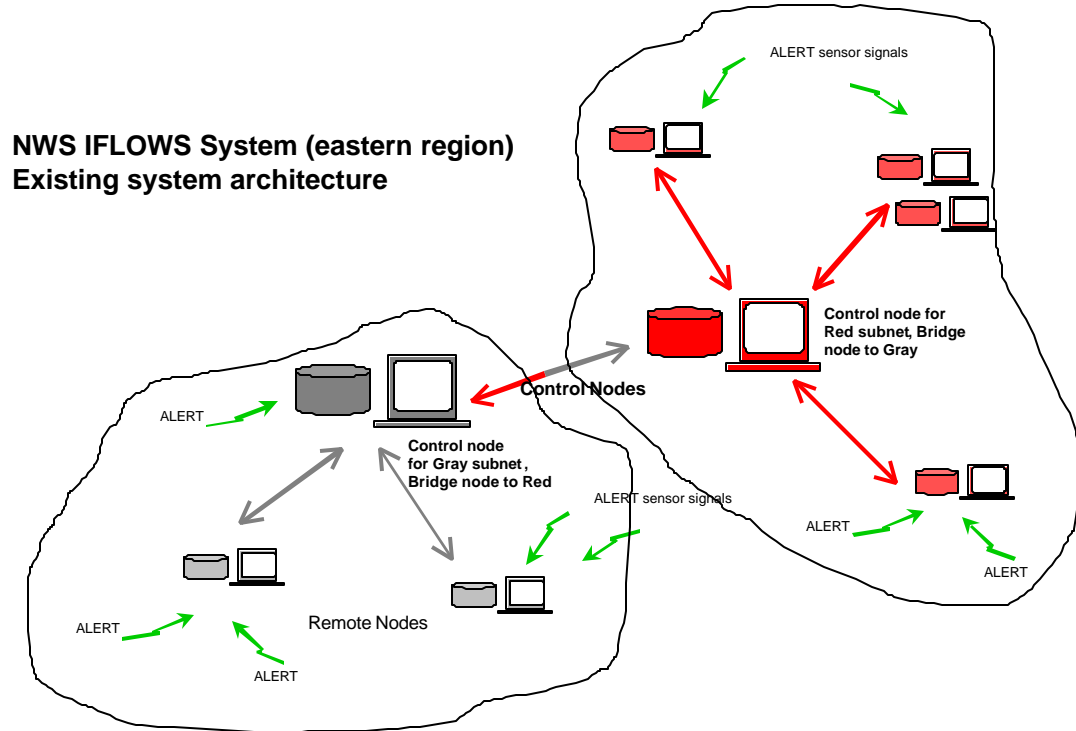 NWS IFLOWS System (eastern region)
Existing system architecture
ALERT sensor signals
Control node for
Red subnet, Bridge
node to Gray
Control Nodes
ALERT
Control node
for Gray subnet,
Bridge node to Red
ALERT sensor signals
ALERT
ALERT
ALERT
Remote Nodes
ALERT